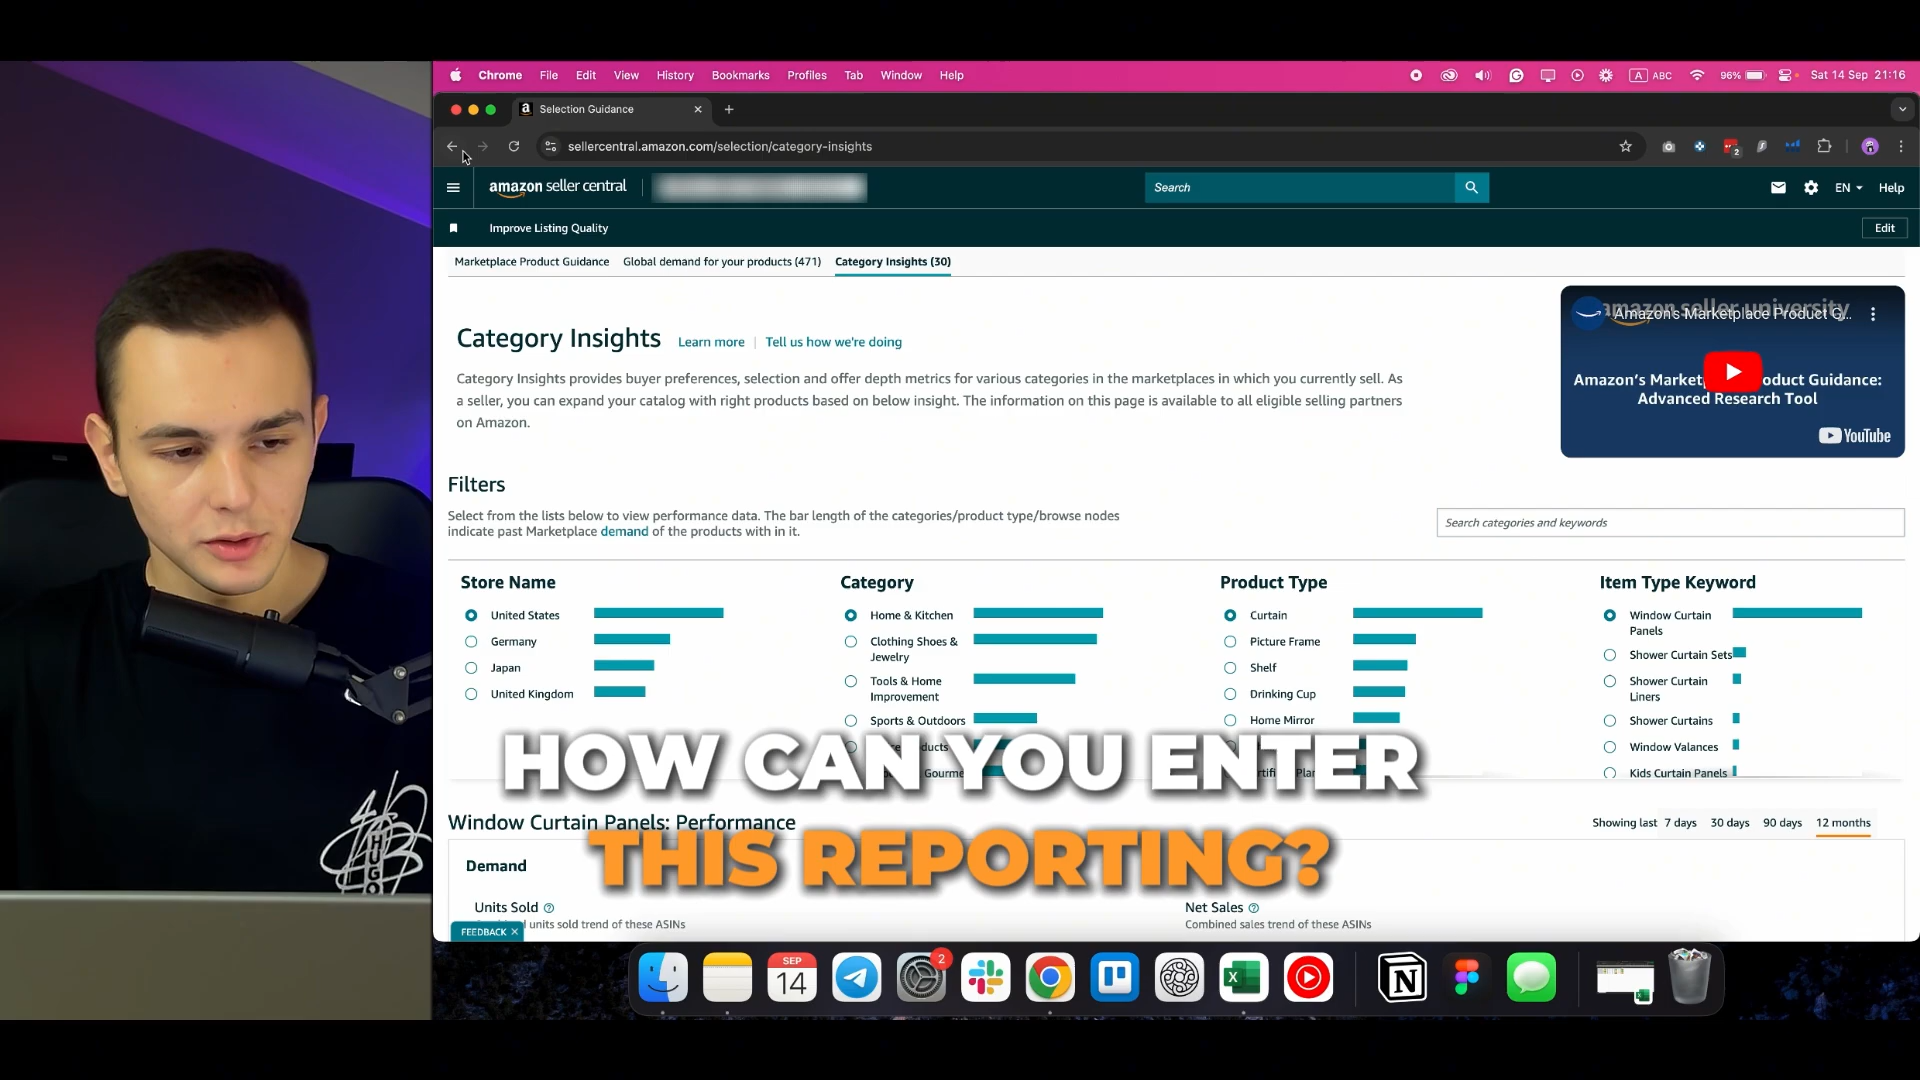 Chrome File Edit View History Bookmarks Profiles Tab Window Help
A ABC 96% Sat 14 Sep 21:16
Selection Guidance
sellercentral.amazon.com/selection/category-insights
2
amazon seller central
Search
EN
Help
Improve Listing Quality
Edit
Marketplace Product Guidance Global demand for your products (471) Category Insights (30)
Category Insights Learn more Tell us how we're doing
Category Insights provides buyer preferences, selection and offer depth metrics for various categories in the marketplaces in which you currently sell. As
a seller, you can expand your catalog with right products based on below insight. The information on this page is available to all eligible selling partners
on Amazon.
amazon seller university
Amazon's Marketplace Product G...
Amazon's Market oduct Guidance:
Advanced Research Tool
YouTube
Filters
Select from the lists below to view performance data. The bar length of the categories/product type/browse nodes
indicate past Marketplace demand of the products with in it.
Search categories and keywords
Store Name
United States
Germany
Japan
United Kingdom
Category
Home & Kitchen
Clothing Shoes &
Jewelry
Tools & Home
Improvement
Sports & Outdoors
Product Type
Curtain
Picture Frame
Shelf
Drinking Cup
Home Mirror
Item Type Keyword
Window Curtain
Panels
Shower Curtain Sets
Shower Curtain
Liners
Shower Curtains
Window Valances
Kids Curtain Panels
HOW CAN YOU ENTER
THIS REPORTING?
Window Curtain Panels: Performance
Showing last 7 days 30 days 90 days 12 months
Demand
Units Sold
units sold trend of these ASINs
Net Sales
Combined sales trend of these ASINs
FEEDBACK
HUGO
SEP
14
2